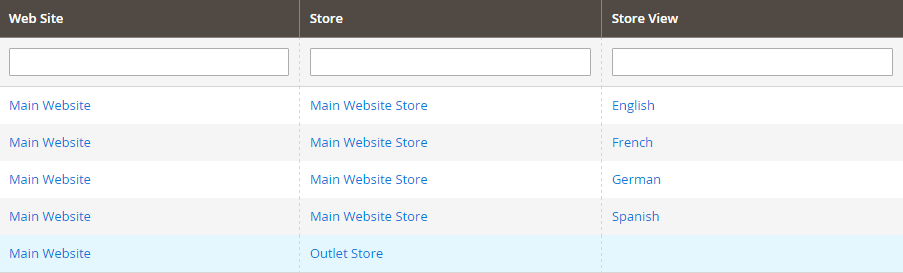 Web Site Store Store View
Main Website Main Website Store English
Main Website Main Website Store French
Main Website Main Website Store German
Main Website Main Website Store Spanish
Main Website Outlet Store